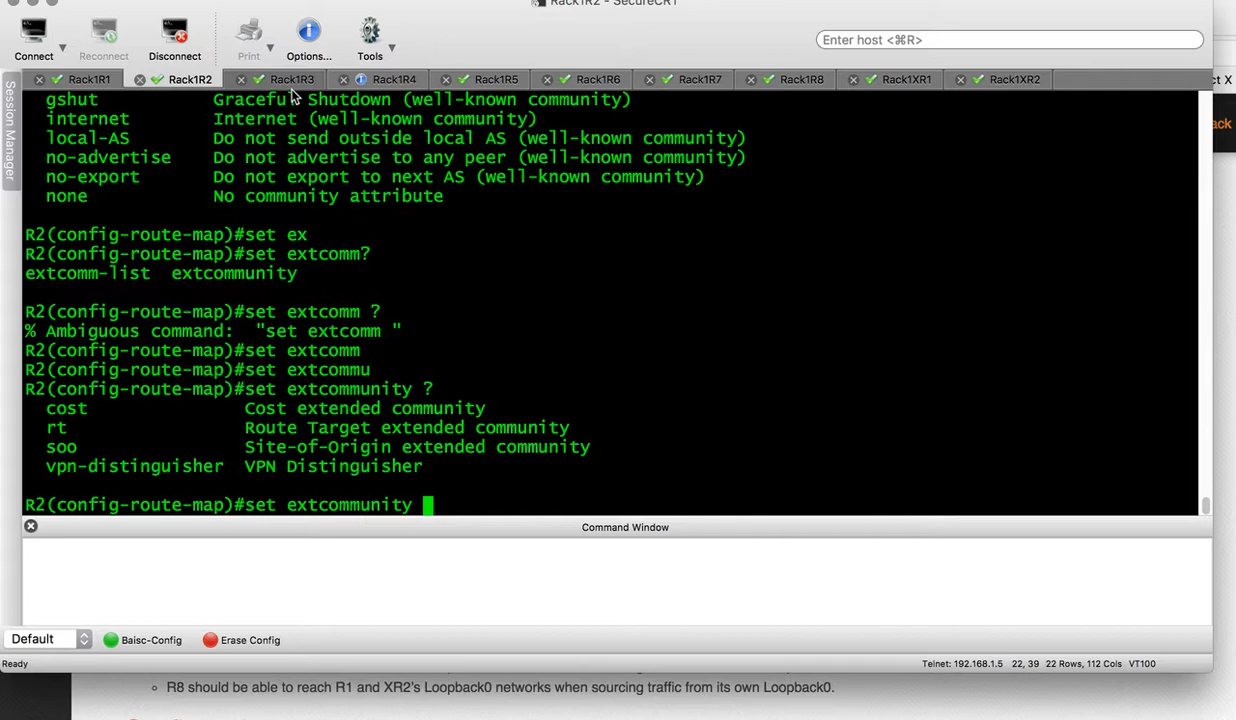 Rack1R2 - SecureCRT
Connect
Reconnect
Disconnect
Print
Options...
Tools
Enter host <⌘R>
Rack1R1
Rack1R2
Rack1R3
Rack1R4
Rack1R5
Rack1R6
Rack1R7
Rack1R8
Rack1XR1
Rack1XR2
Session Manager
gshut Graceful Shutdown (well-known community)
internet Internet (well-known community)
local-AS Do not send outside local AS (well-known community)
no-advertise Do not advertise to any peer (well-known community)
no-export Do not export to next AS (well-known community)
none No community attribute
R2(config-route-map)#set ex
R2(config-route-map)#set extcomm?
extcomm-list extcommunity
R2(config-route-map)#set extcomm ?
% Ambiguous command: "set extcomm "
R2(config-route-map)#set extcomm
R2(config-route-map)#set extcommu
R2(config-route-map)#set extcommunity ?
cost Cost extended community
rt Route Target extended community
soo Site-of-Origin extended community
vpn-distinguisher VPN Distinguisher
R2(config-route-map)#set extcommunity
Command Window
Default
Baisc-Config
Erase Config
Ready
Telnet: 192.168.1.5 22, 39 22 Rows, 112 Cols VT100
R8 should be able to reach R1 and XR2's Loopback0 networks when sourcing traffic from its own Loopback0.